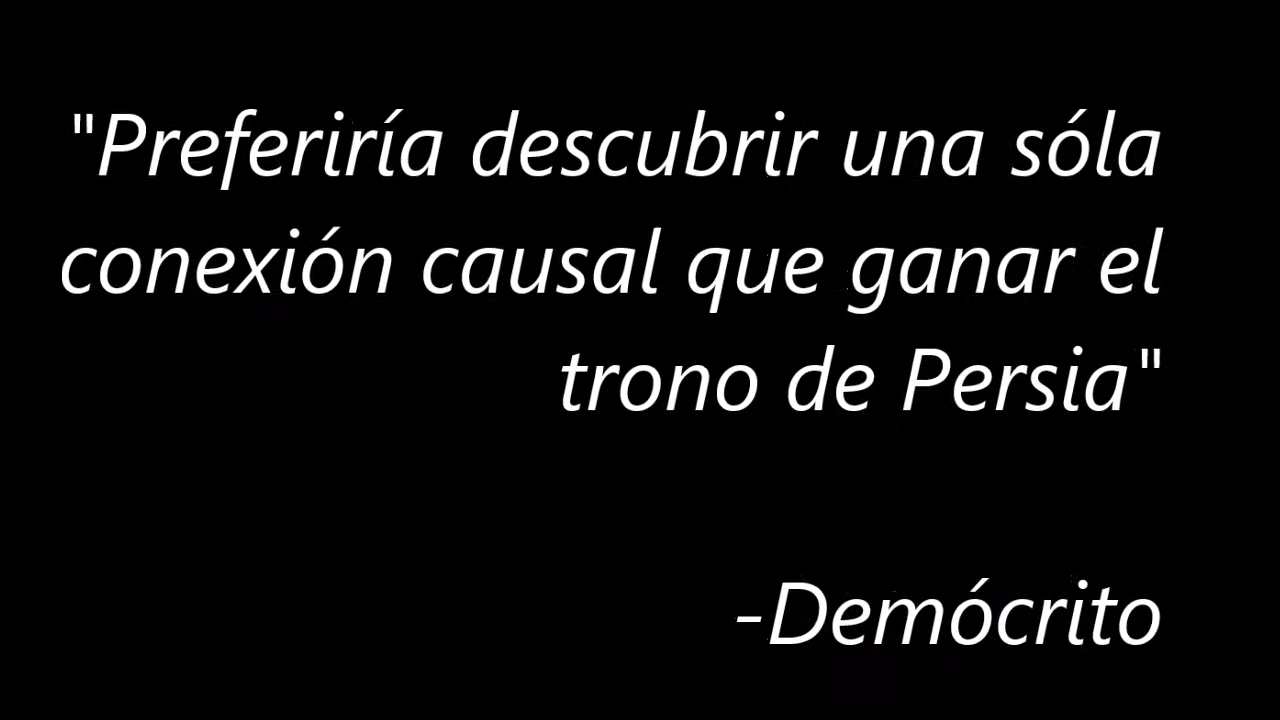 "Preferiría descubrir una sóla
conexión causal que ganar el
trono de Persia"
-Demócrito